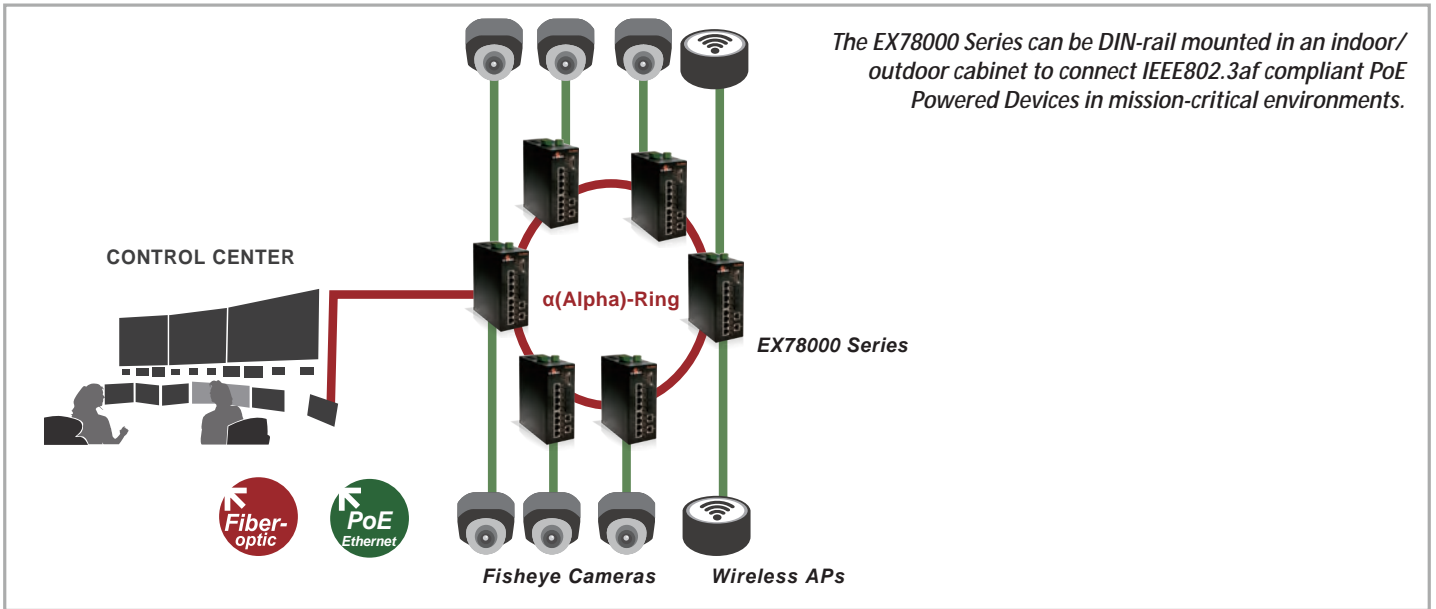 The EX78000 Series can be DIN-rail mounted in an indoor/
outdoor cabinet to connect IEEE802.3af compliant PoE
Powered Devices in mission-critical environments.
CONTROL CENTER
α(Alpha)-Ring
EX78000 Series
Fiber-
optic
PoE
Ethernet
Fisheye Cameras
Wireless APs